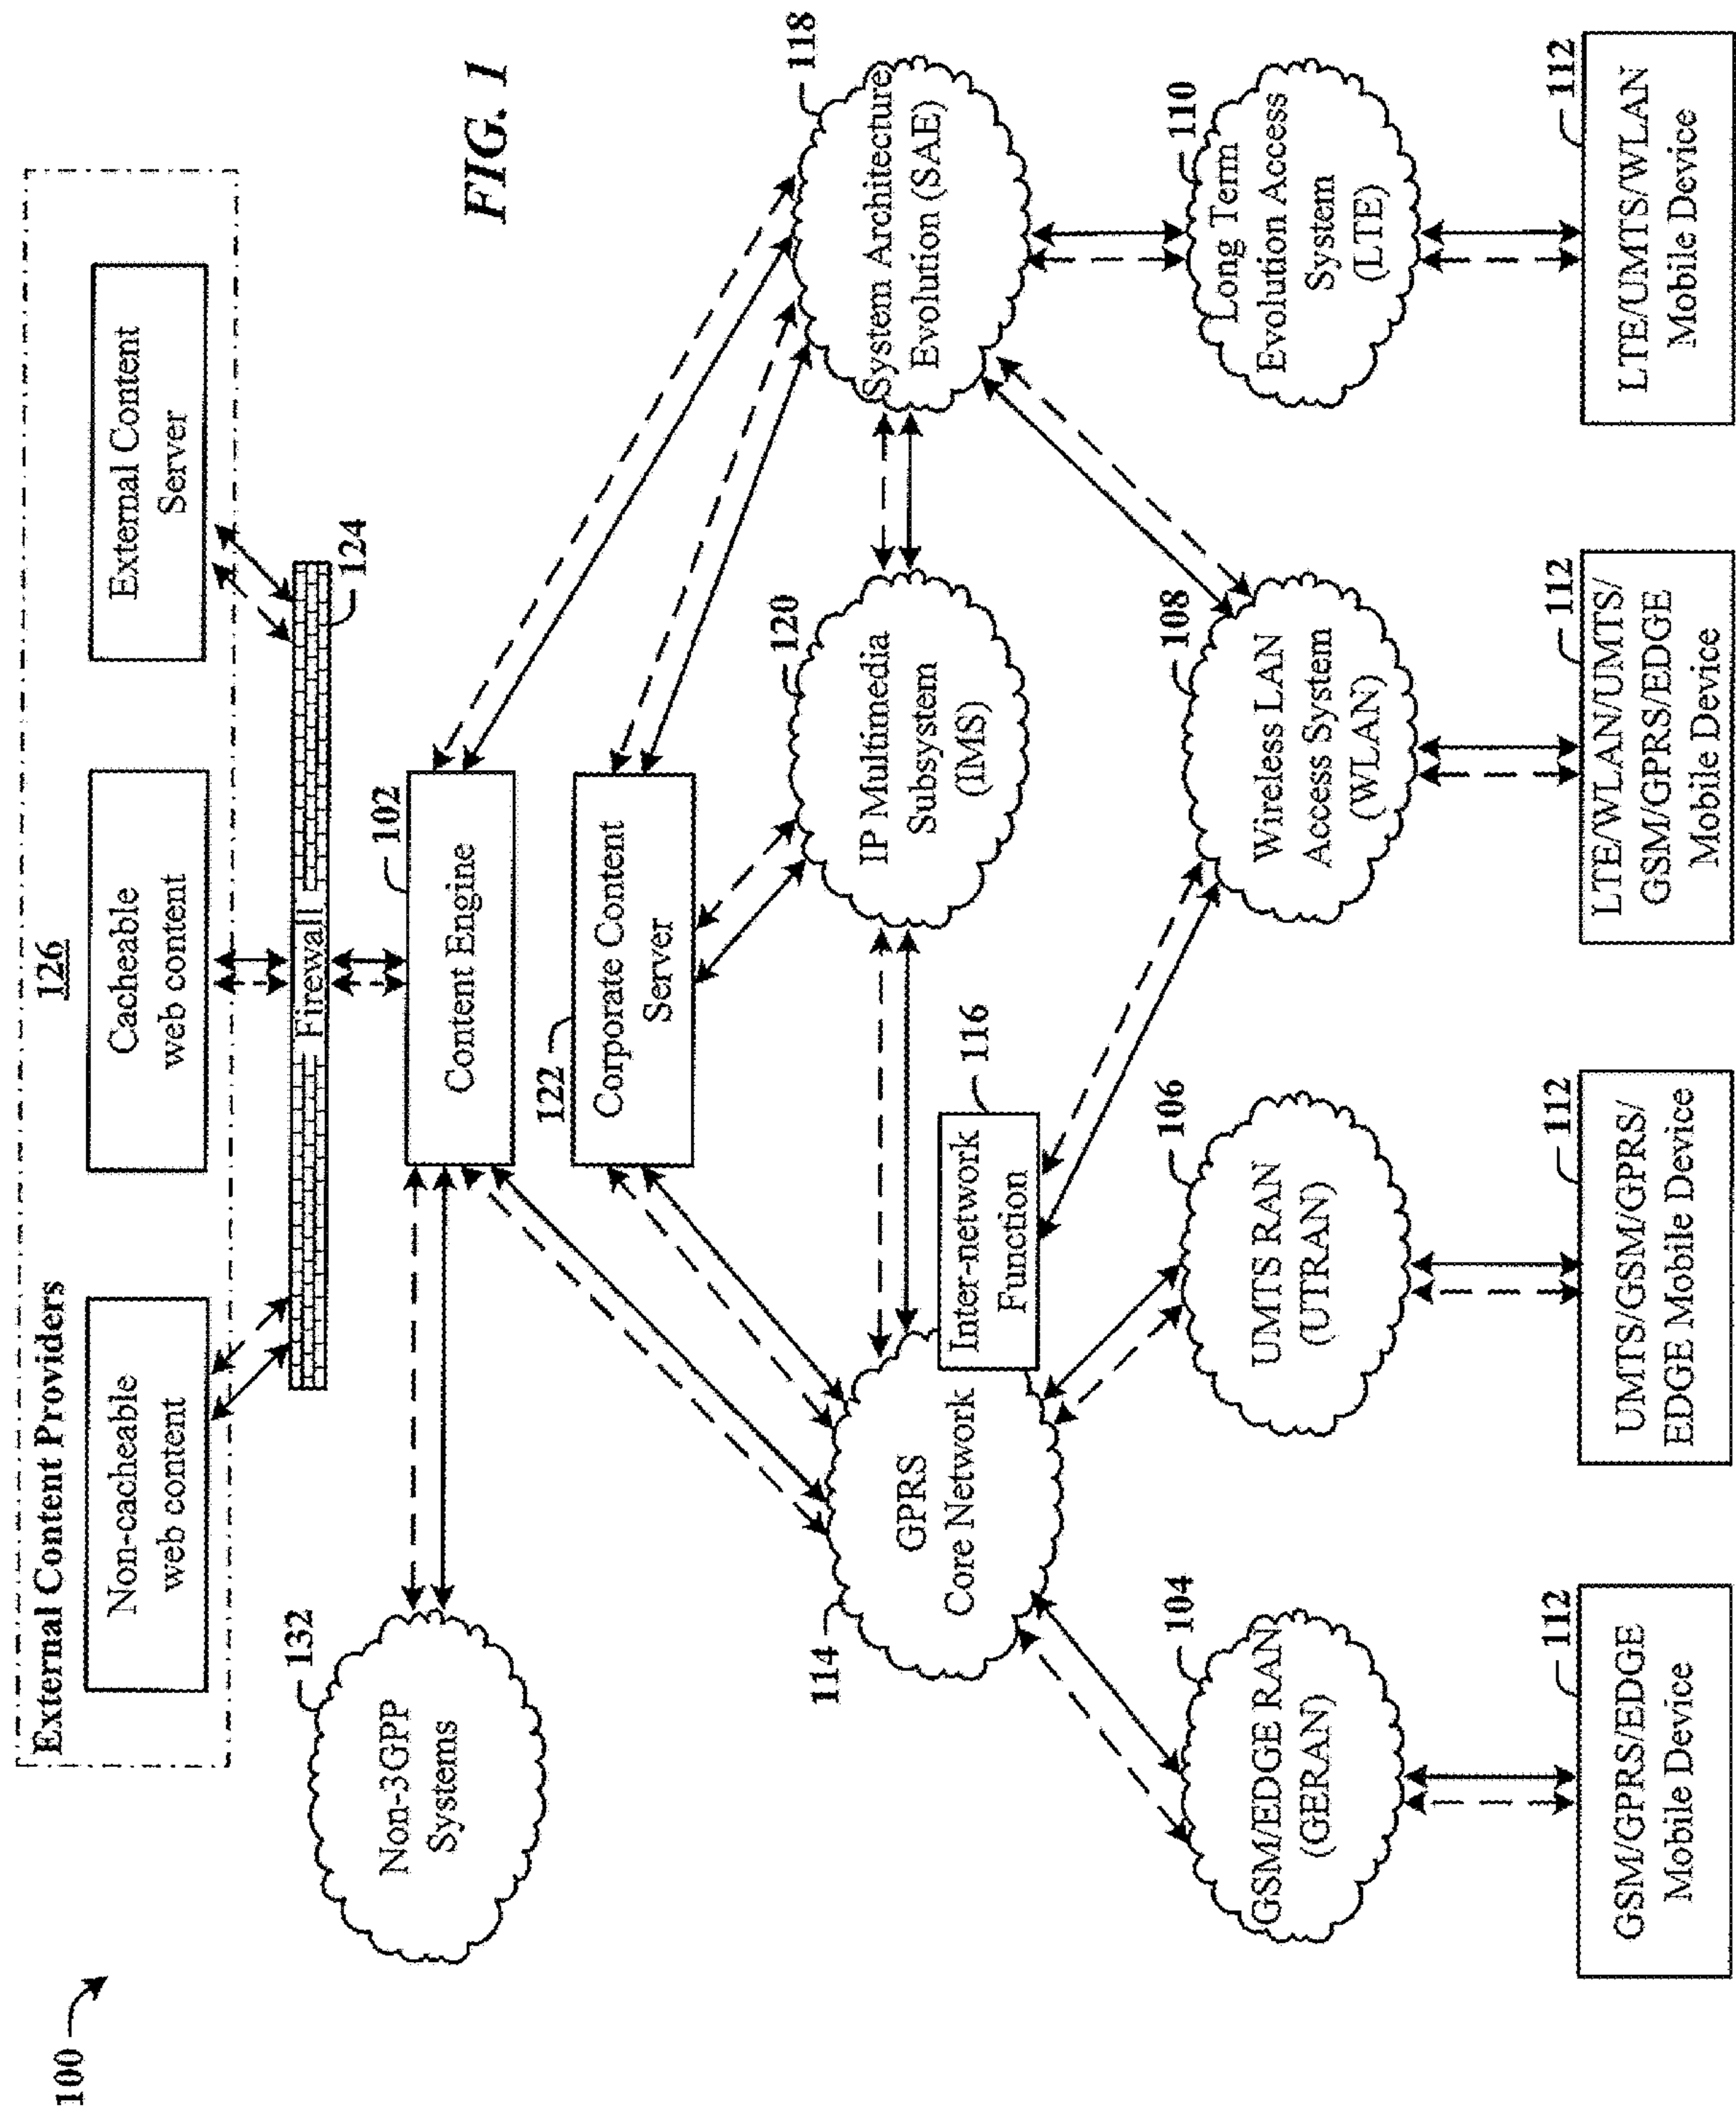 100
External Content Providers
126
Non-cacheable
web content
Cacheable
web content
External Content
Server
Firewall
124
FIG. 1
132
Non-3GPP
Systems
102
Content Engine
122
Corporate Content
Server
114
GPRS
Core Network
Inter-network
Function
116
120
IP Multimedia
Subsystem
(IMS)
118
System Architecture
Evolution (SAE)
104
GSM/EDGE RAN
(GERAN)
106
UMTS RAN
(UTRAN)
108
Wireless LAN
Access System
(WLAN)
110
Long Term
Evolution Access
System
(LTE)
112
GSM/GPRS/EDGE
Mobile Device
112
UMTS/GSM/GPRS/
EDGE Mobile Device
112
LTE/WLAN/UMTS/
GSM/GPRS/EDGE
Mobile Device
112
LTE/UMTS/WLAN
Mobile Device